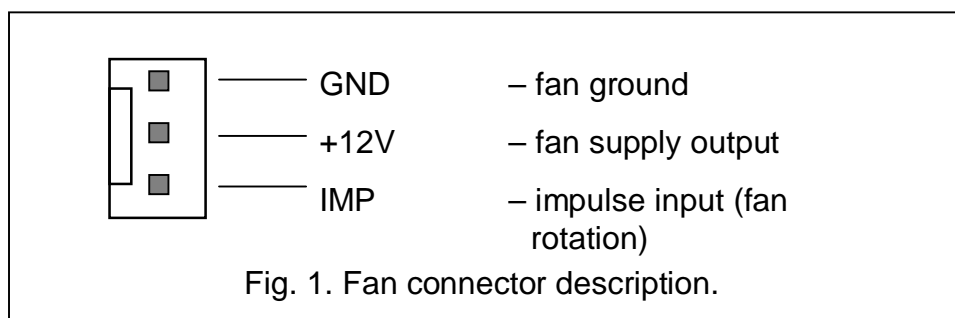 GND – fan ground
+12V – fan supply output
IMP – impulse input (fan
rotation)
Fig. 1. Fan connector description.